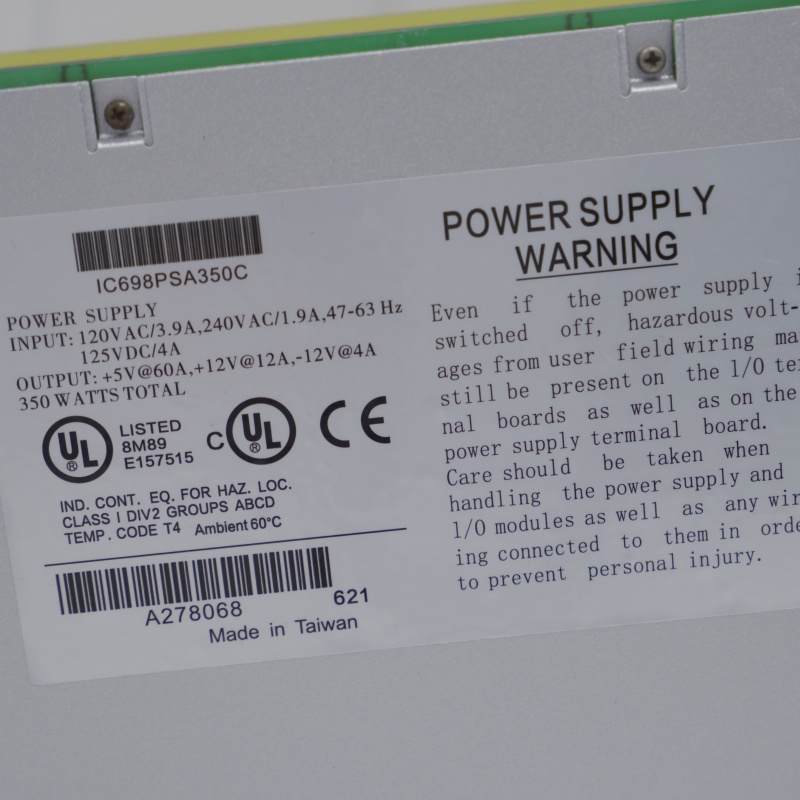 IC698PSA350C
POWER SUPPLY
INPUT: 120VAC/3.9A,240VAC/1.9A,47-63 Hz
125VDC/4A
OUTPUT: +5V@60A,+12V@12A,-12V@4A
350 WATTS TOTAL
UL ®
LISTED
8M89
E157515
C UL ®
CE
IND. CONT. EQ. FOR HAZ. LOC.
CLASS I DIV2 GROUPS ABCD
TEMP. CODE T4 Ambient 60°C
A278068
621
Made in Taiwan
POWER SUPPLY
WARNING
Even if the power supply
switched off, hazardous volt-
ages from user field wiring
still be present on the l/O
nal boards as well as on the
power supply terminal board.
Care should be taken when
handling the power supply and
l/O modules as well as any
ing connected to them in
to prevent personal injury.